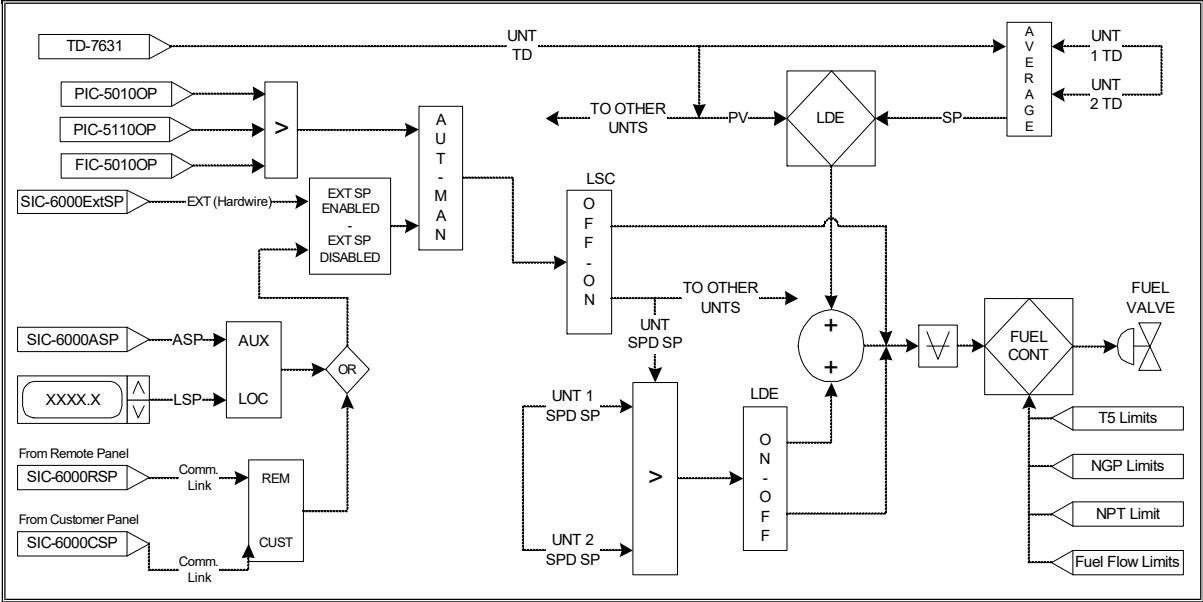 TD-7631
UNT
TD
A
V
E
R
A
G
E
UNT
1 TD
UNT
2 TD
PIC-5010OP
PIC-5110OP
FIC-5010OP
>
A
U
T
-
M
A
N
TO OTHER
UNTS
PV
LDE
SP
SIC-6000ExtSP
EXT (Hardwire)
EXT SP
ENABLED
-
EXT SP
DISABLED
LSC
O
F
F
-
O
N
TO OTHER
UNTS
UNT
SPD SP
SIC-6000ASP
ASP
AUX
LOC
XXXX.X
LSP
OR
+
+
FUEL
CONT
FUEL
VALVE
UNT 1
SPD SP
UNT 2
SPD SP
>
LDE
O
N
-
O
F
F
From Remote Panel
SIC-6000RSP
Comm.
Link
REM
CUST
From Customer Panel
SIC-6000CSP
Comm.
Link
T5 Limits
NGP Limits
NPT Limit
Fuel Flow Limits